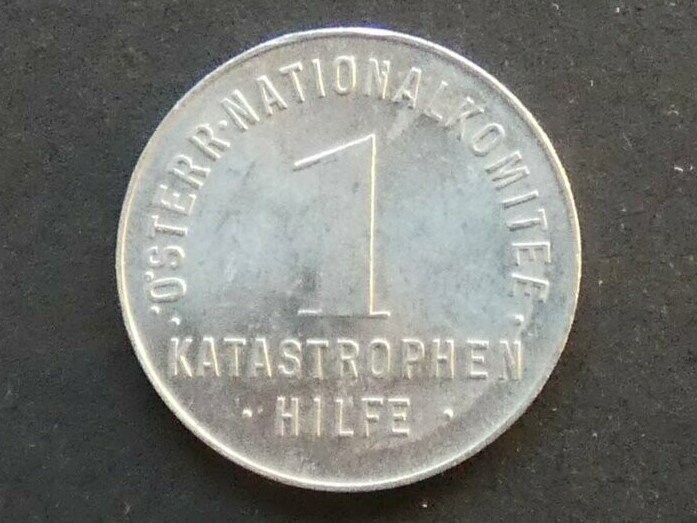 ·ÖSTERR·NATIONALKOMITEE·
1
KATASTROPHEN
· HILFE ·